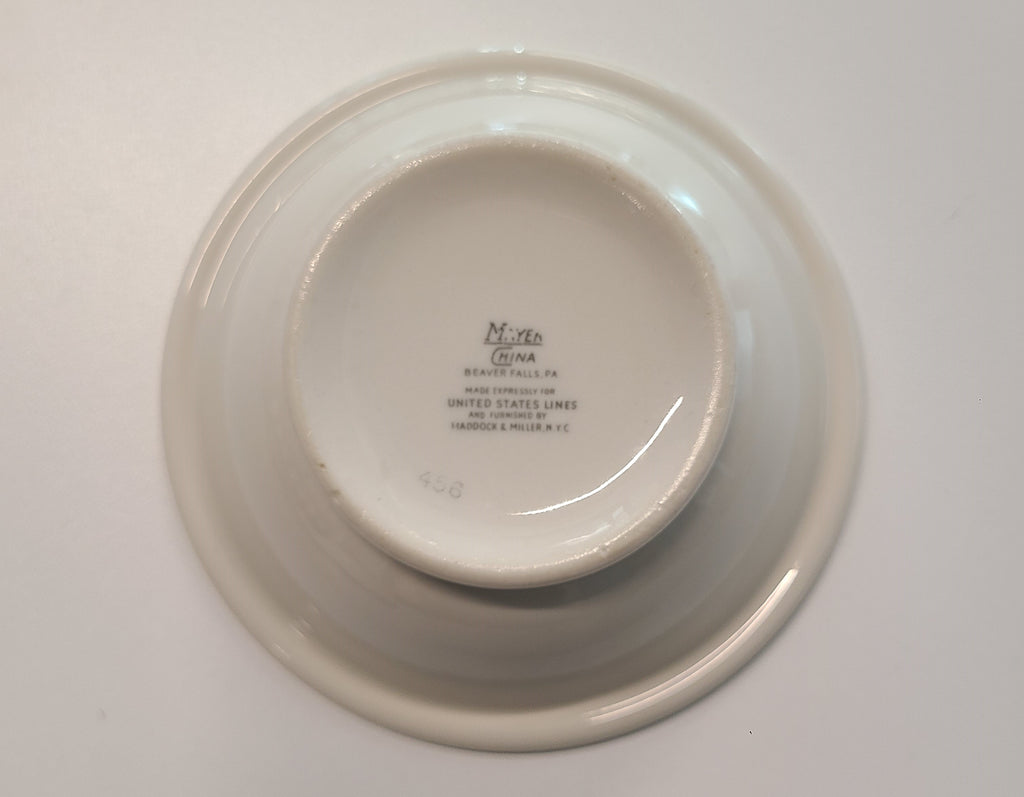 MAYER
CHINA
BEAVER FALLS, PA
MADE EXPRESSLY FOR
UNITED STATES LINES
AND FURNISHED BY
HADDOCK & MILLER, N.Y.C
456